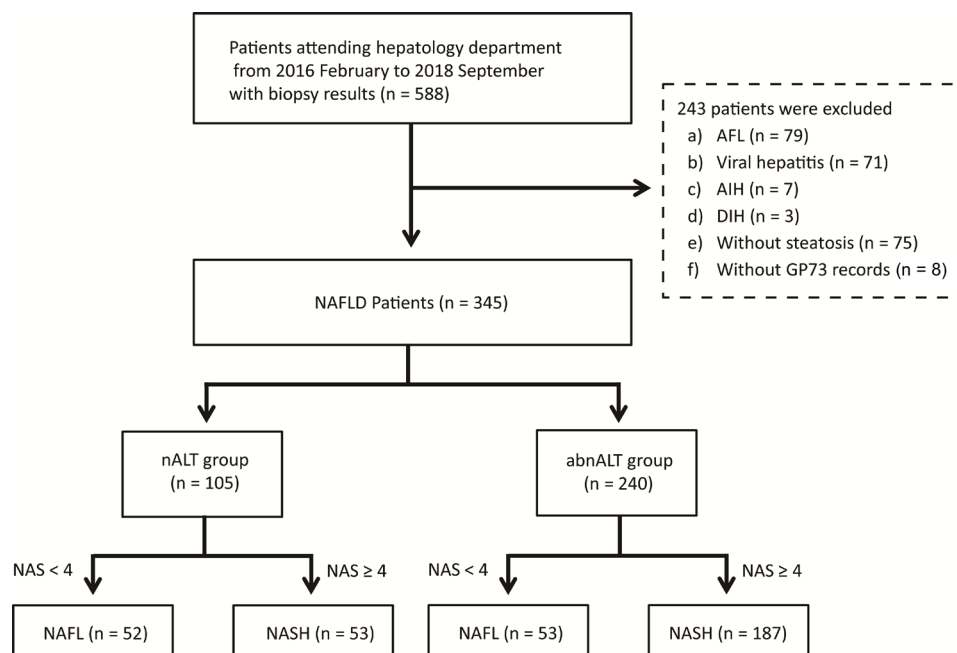 Patients attending hepatology department
from 2016 February to 2018 September
with biopsy results (n = 588)
243 patients were excluded
a) AFL (n = 79)
b) Viral hepatitis (n = 71)
c) AIH (n = 7)
d) DIH (n = 3)
e) Without steatosis (n = 75)
f) Without GP73 records (n = 8)
NAFLD Patients (n = 345)
nALT group
(n = 105)
abnALT group
(n = 240)
NAS < 4
NAS ≥ 4
NAS < 4
NAS ≥ 4
NAFL (n = 52)
NASH (n = 53)
NAFL (n = 53)
NASH (n = 187)